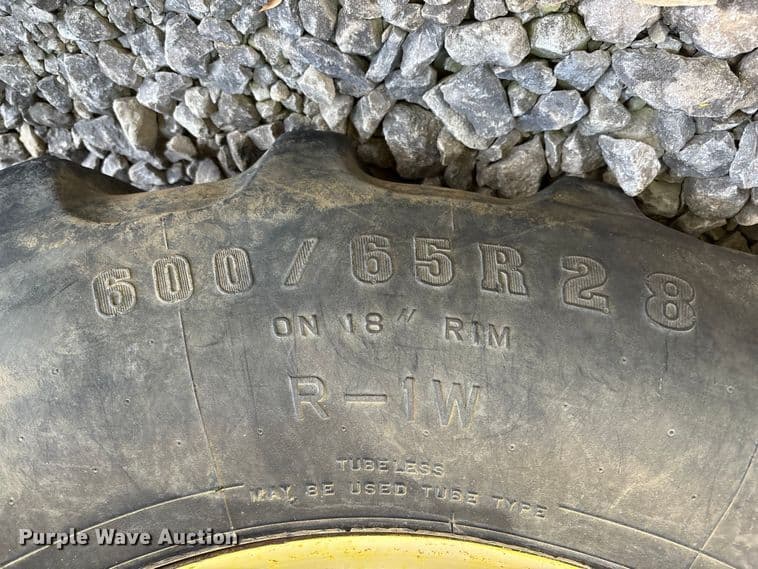 600/65R28
ON 18" RIM
R-1W
TUBELESS
MAY BE USED TUBE TYPE
Purple Wave Auction